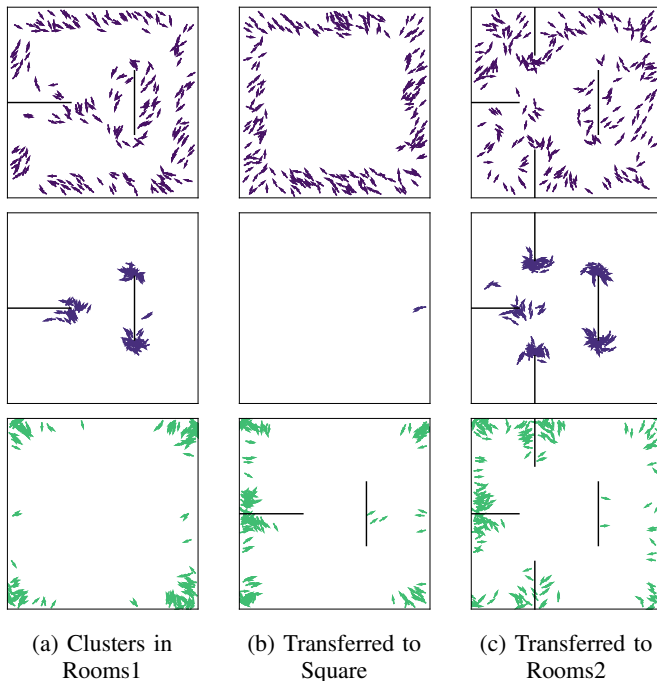 (a) Clusters in
Rooms1
(b) Transferred to
Square
(c) Transferred to
Rooms2